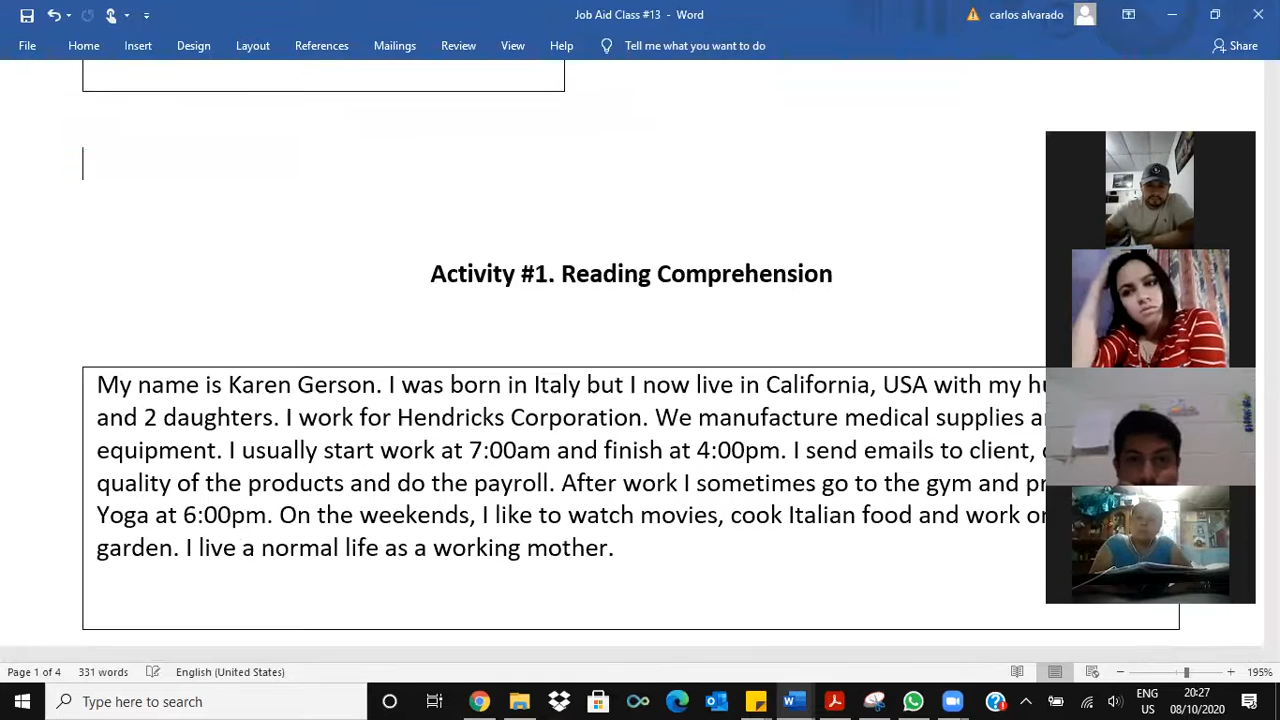 Job Aid Class #13 - Word
carlos alvarado
File Home Insert Design Layout References Mailings Review View Help Tell me what you want to do Share
Activity #1. Reading Comprehension
My name is Karen Gerson. I was born in Italy but I now live in California, USA with my
and 2 daughters. I work for Hendricks Corporation. We manufacture medical supplies
equipment. I usually start work at 7:00am and finish at 4:00pm. I send emails to client,
quality of the products and do the payroll. After work I sometimes go to the gym and
Yoga at 6:00pm. On the weekends, I like to watch movies, cook Italian food and work
garden. I live a normal life as a working mother.
Page 1 of 4 331 words English (United States) 195%
Type here to search
ENG 20:27
US 08/10/2020